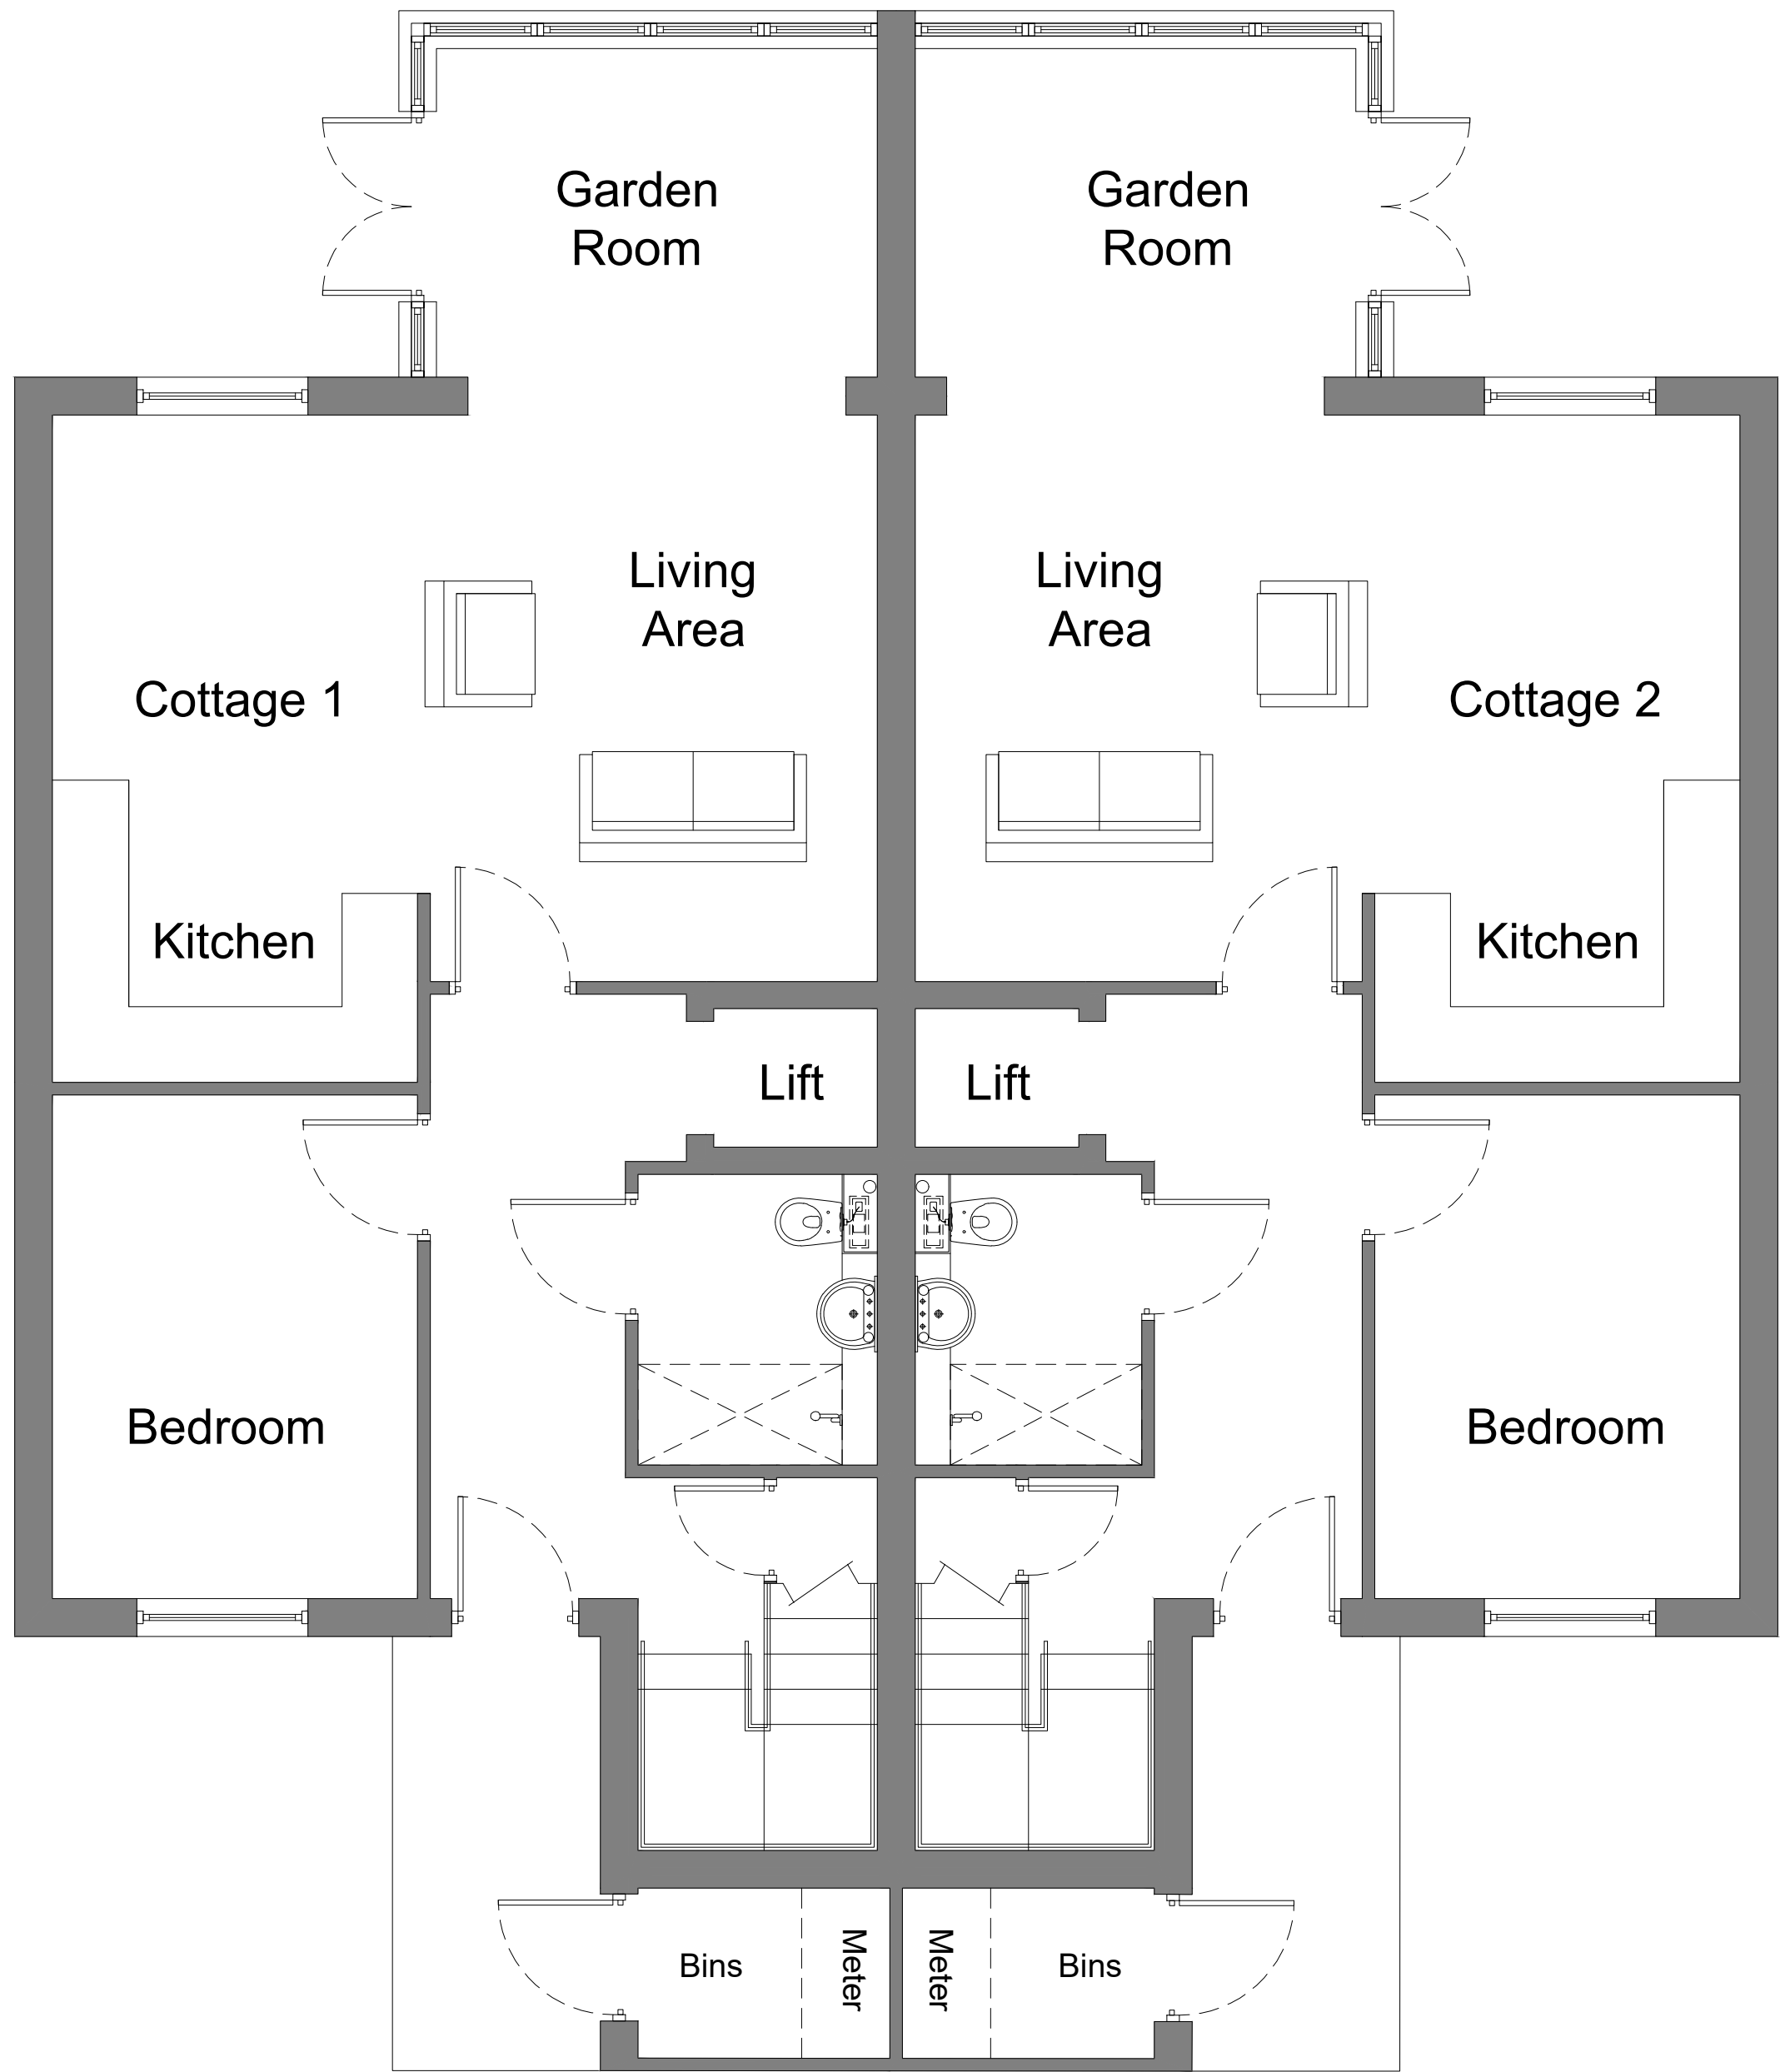 Garden
Room
Garden
Room
Living
Area
Living
Area
Cottage 1
Cottage 2
Kitchen
Kitchen
Lift
Lift
Bedroom
Bedroom
Bins
Meter
Meter
Bins